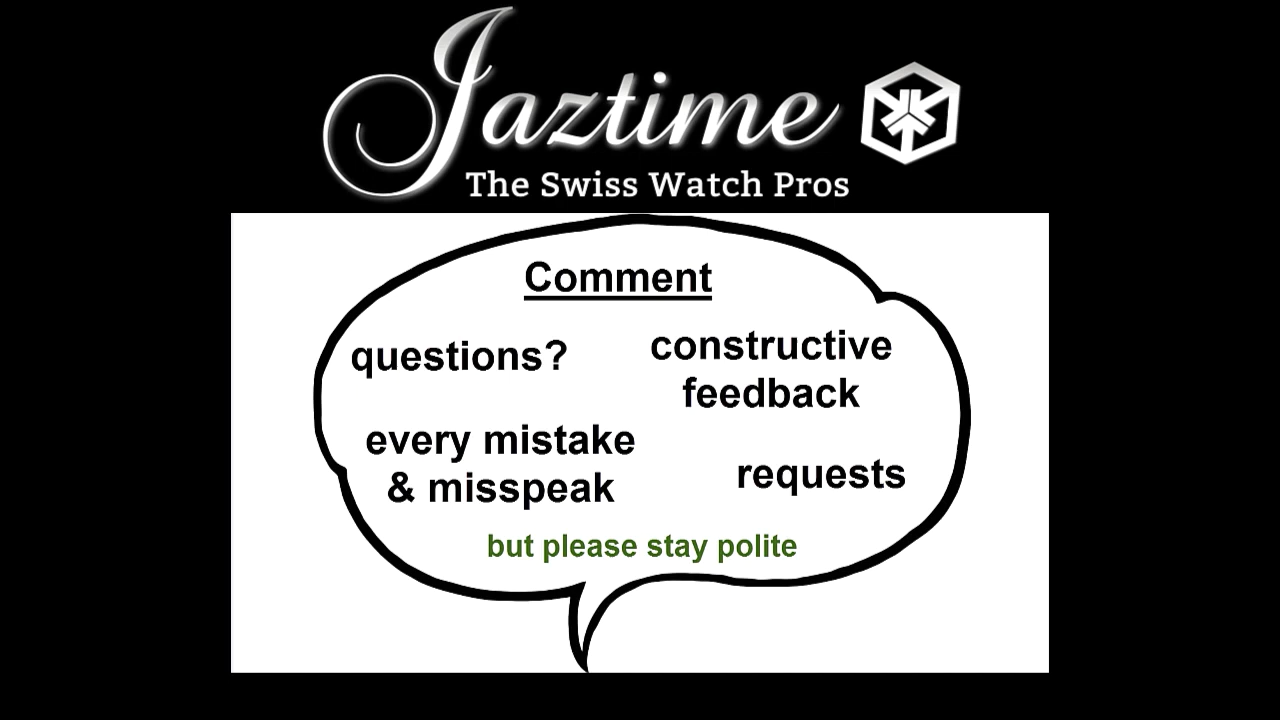 Jaztime
The Swiss Watch Pros
Comment
questions?
constructive
feedback
every mistake
& misspeak
requests
but please stay polite